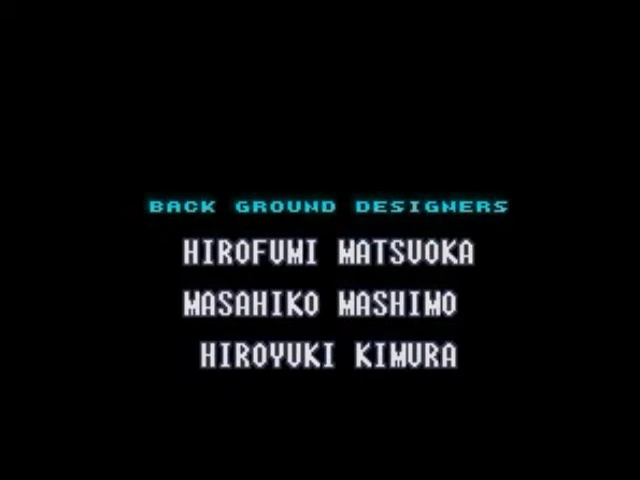 BACK GROUND DESIGNERS
HIROFUMI MATSUOKA
MASAHIKO MASHIMO
HIROYUKI KIMURA